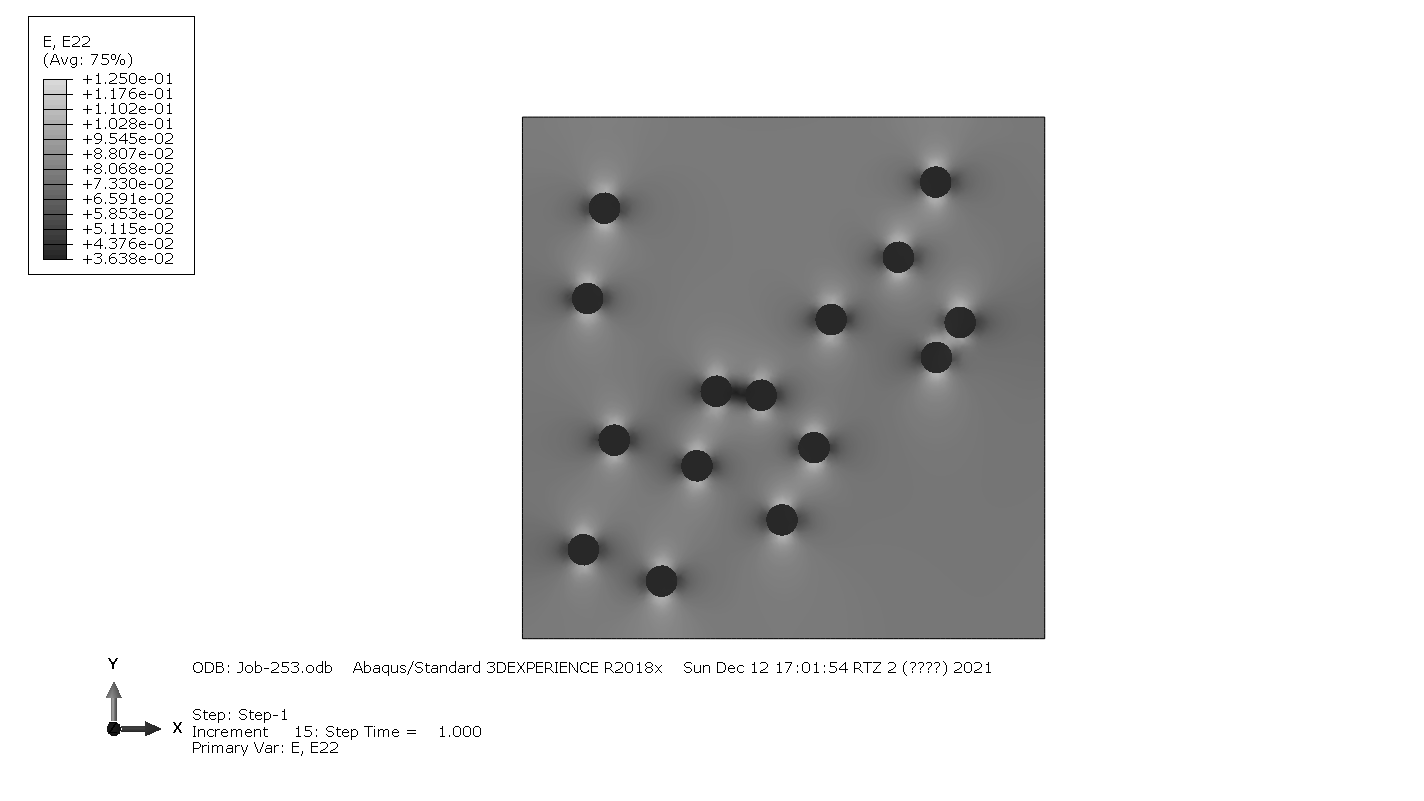 E, E22
(Avg: 75%)
+1.250e-01
+1.176e-01
+1.102e-01
+1.028e-01
+9.545e-02
+8.807e-02
+8.068e-02
+7.330e-02
+6.591e-02
+5.853e-02
+5.115e-02
+4.376e-02
+3.638e-02
Y
X
ODB: Job-253.odb    Abaqus/Standard 3DEXPERIENCE R2018x    Sun Dec 12 17:01:54 RTZ 2 (????) 2021
Step: Step-1
Increment     15: Step Time =    1.000
Primary Var: E, E22